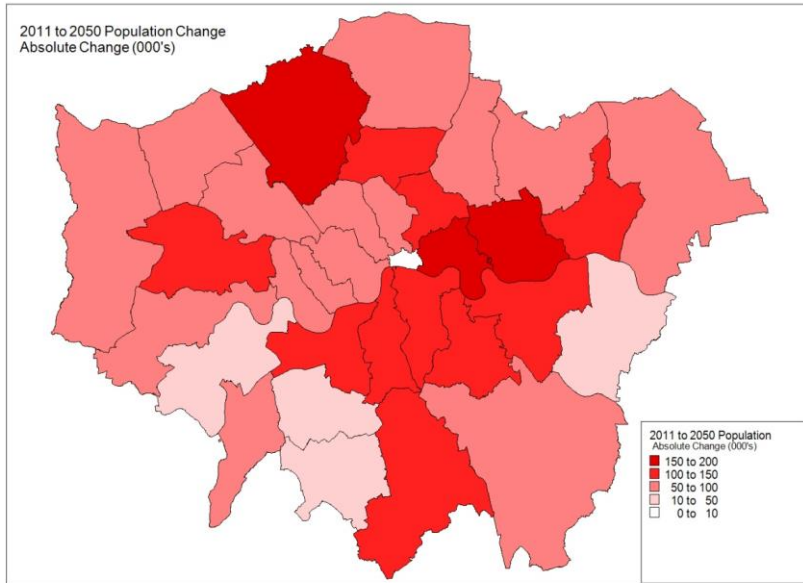 2011 to 2050 Population Change
Absolute Change (000's)
2011 to 2050 Population
Absolute Change (000's)
150 to 200
100 to 150
50 to 100
10 to 50
0 to 10